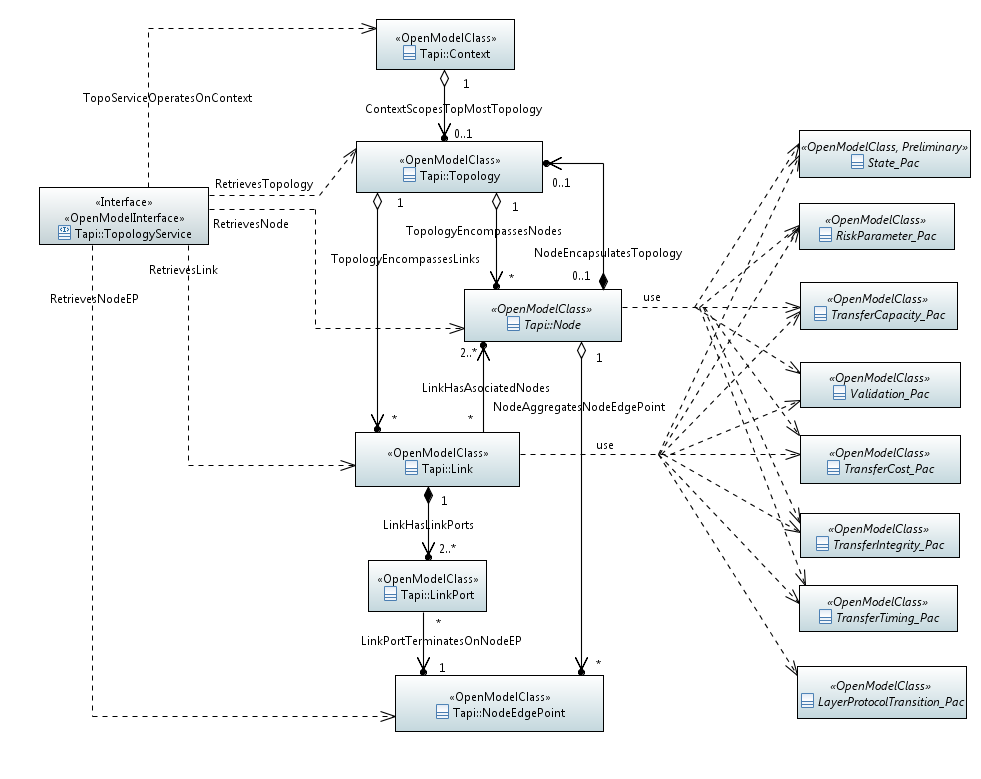 «OpenModelClass»
Tapi::Context
1
TopoServiceOperatesOnContext
ContextScopesTopMostTopology
0..1
«OpenModelClass»
Tapi::Topology
«OpenModelClass, Preliminary»
State_Pac
RetrievesTopology
0..1
«Interface»
«OpenModelInterface»
Tapi::TopologyService
1
1
RetrievesNode
TopologyEncompassesNodes
«OpenModelClass»
RiskParameter_Pac
TopologyEncompassesLinks
NodeEncapsulatesTopology
RetrievesLink
*
0..1
RetrievesNodeEP
use
«OpenModelClass»
Tapi::Node
«OpenModelClass»
TransferCapacity_Pac
2..*
1
LinkHasAsociatedNodes
NodeAggregatesNodeEdgePoint
«OpenModelClass»
Validation_Pac
*
*
use
«OpenModelClass»
Tapi::Link
«OpenModelClass»
TransferCost_Pac
1
LinkHasLinkPorts
2..*
«OpenModelClass»
TransferIntegrity_Pac
«OpenModelClass»
Tapi::LinkPort
«OpenModelClass»
TransferTiming_Pac
*
LinkPortTerminatesOnNodeEP
1
*
«OpenModelClass»
Tapi::NodeEdgePoint
«OpenModelClass»
LayerProtocolTransition_Pac